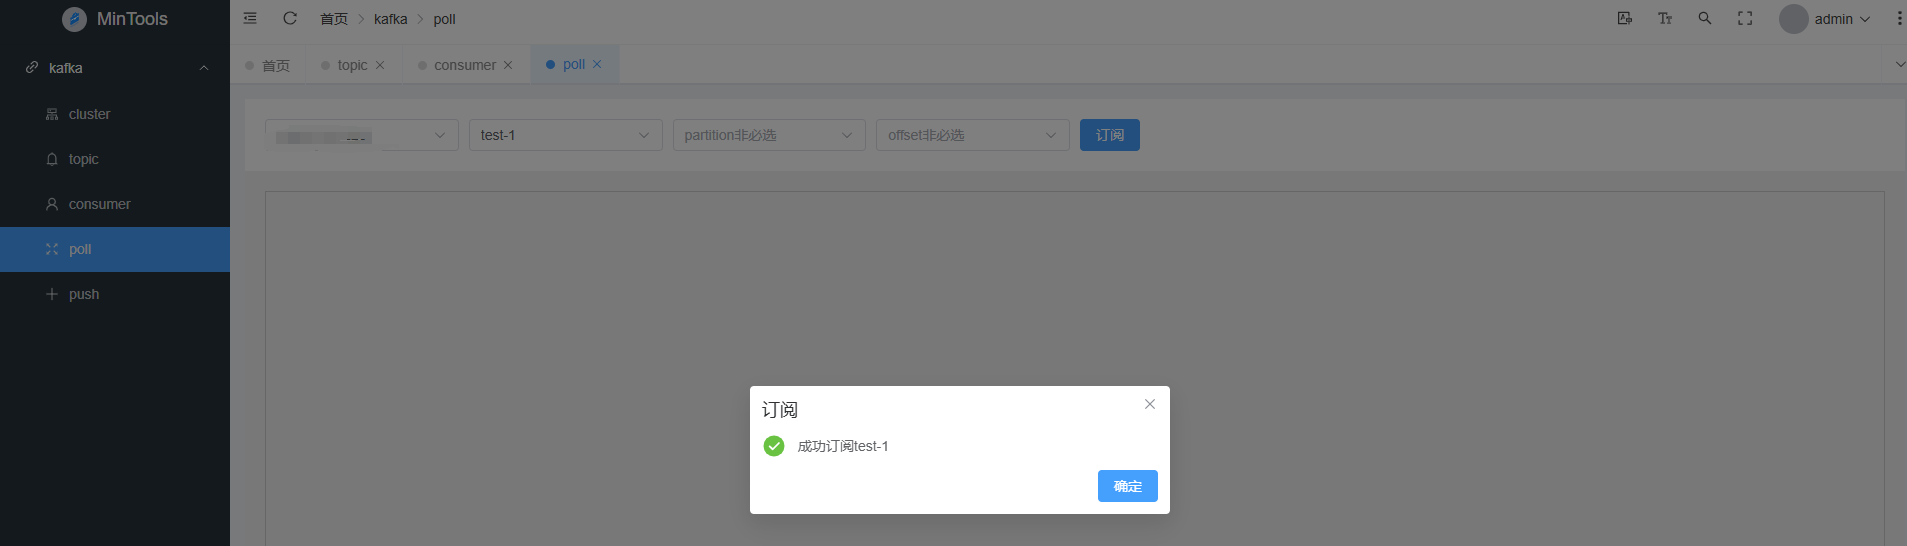 MinTools
首页 kafka poll
admin
kafka
首页 topic consumer poll
cluster
topic
consumer
poll
push
test-1 partition非必选 offset非必选 订阅
订阅
成功订阅test-1
确定